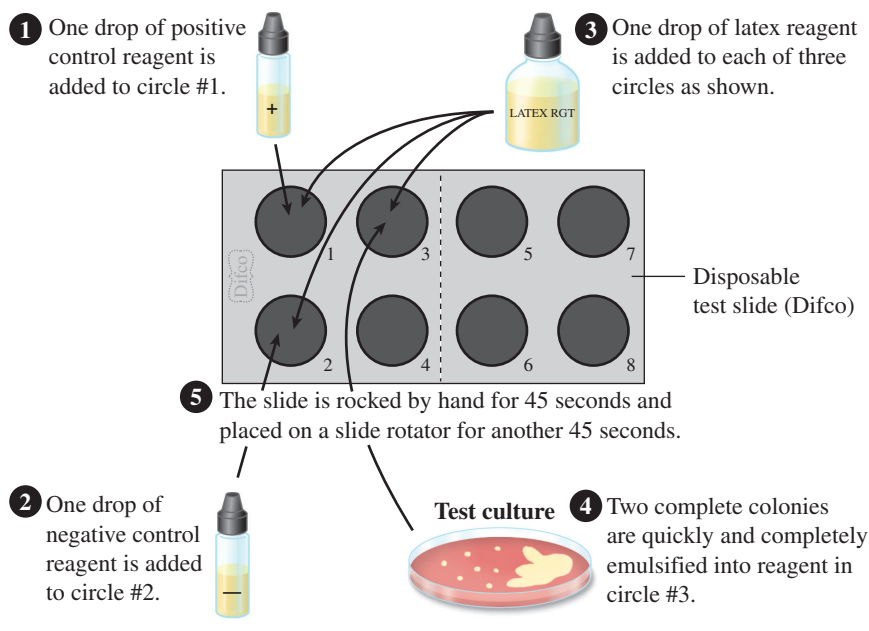 1 One drop of positive
control reagent is
added to circle #1.
+
3 One drop of latex reagent
is added to each of three
circles as shown.
LATEX RGT
1
3
5
7
Difco
Disposable
test slide (Difco)
2
4
6
8
5 The slide is rocked by hand for 45 seconds and
placed on a slide rotator for another 45 seconds.
2 One drop of
negative control
reagent is added
to circle #2.
–
Test culture
4 Two complete colonies
are quickly and completely
emulsified into reagent in
circle #3.